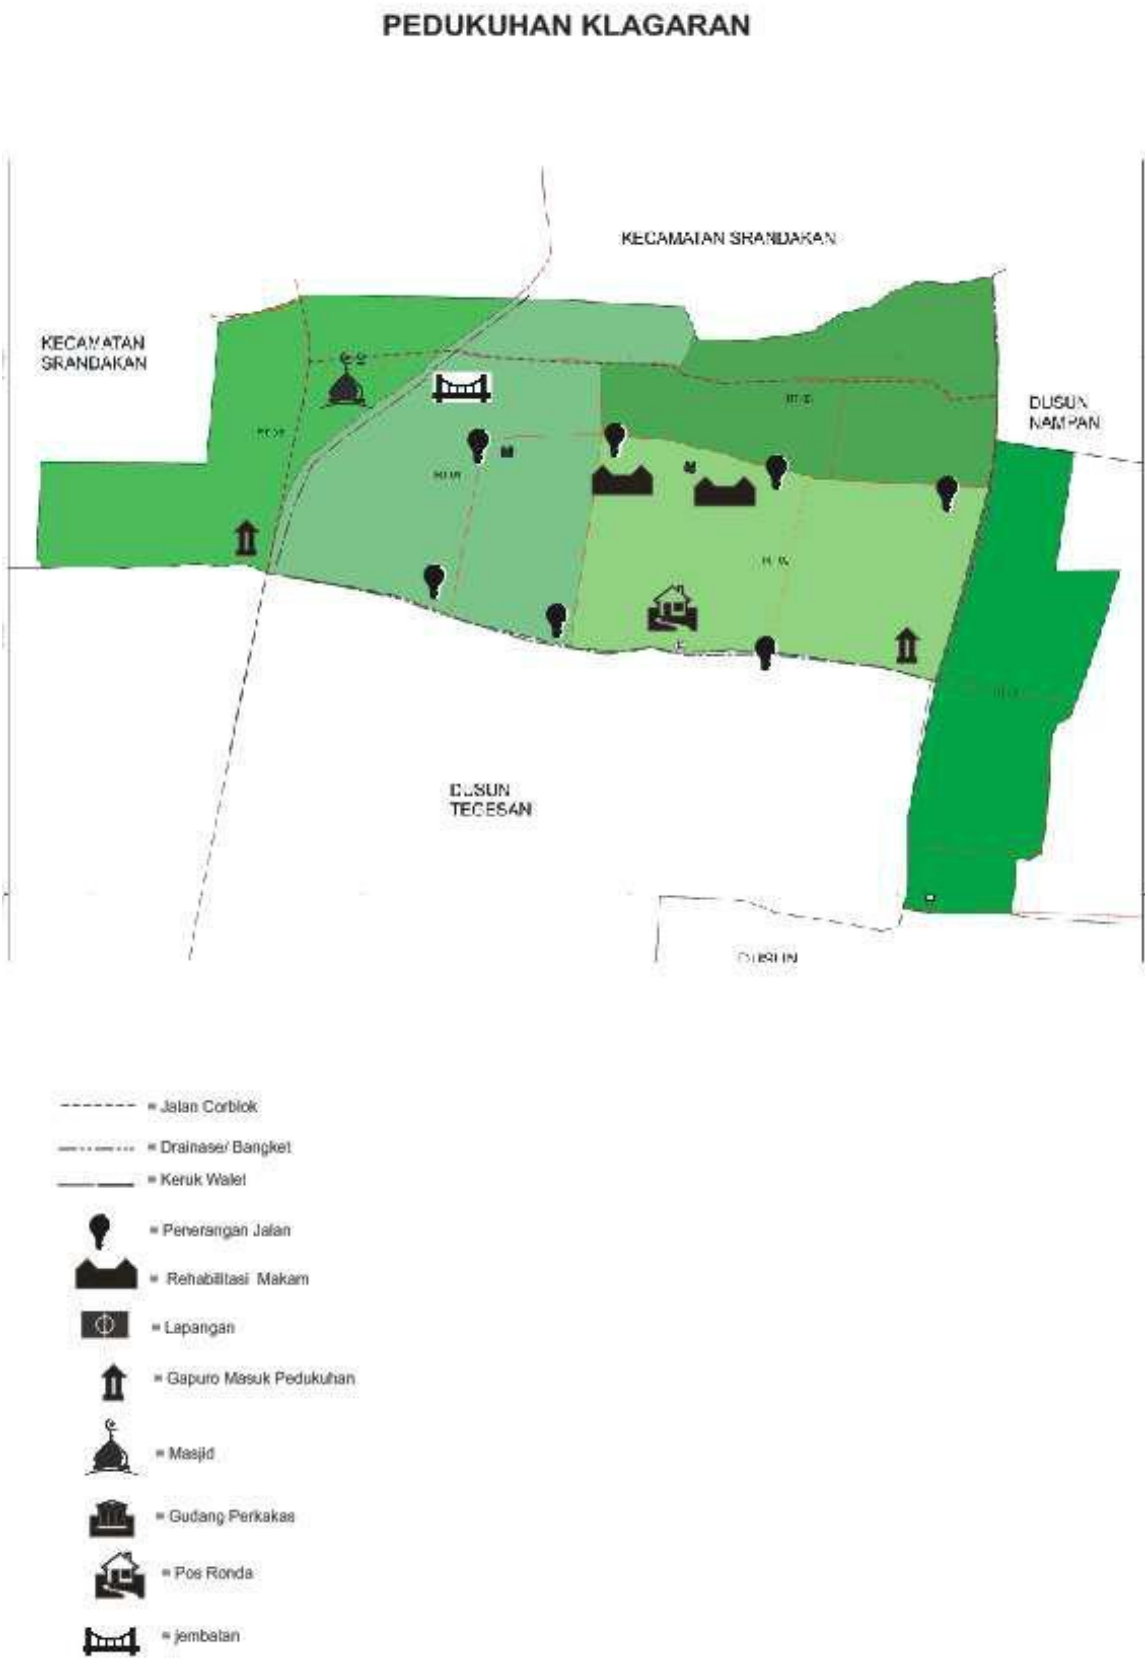 PEDUKUHAN KLAGARAN
KECAMATAN SRANDAKAN
KECAMATAN
SRANDAKAN
DUSUN
NAMPAN
DUSUN
TEGESAN
DUSUN
= Jalan Corblok
= Drainase/ Bangket
= Keruk Walet
= Penerangan Jalan
= Rehabilitasi Makam
= Lapangan
= Gapuro Masuk Pedukuhan
= Masjid
= Gudang Perkakas
= Pos Ronda
= jembatan